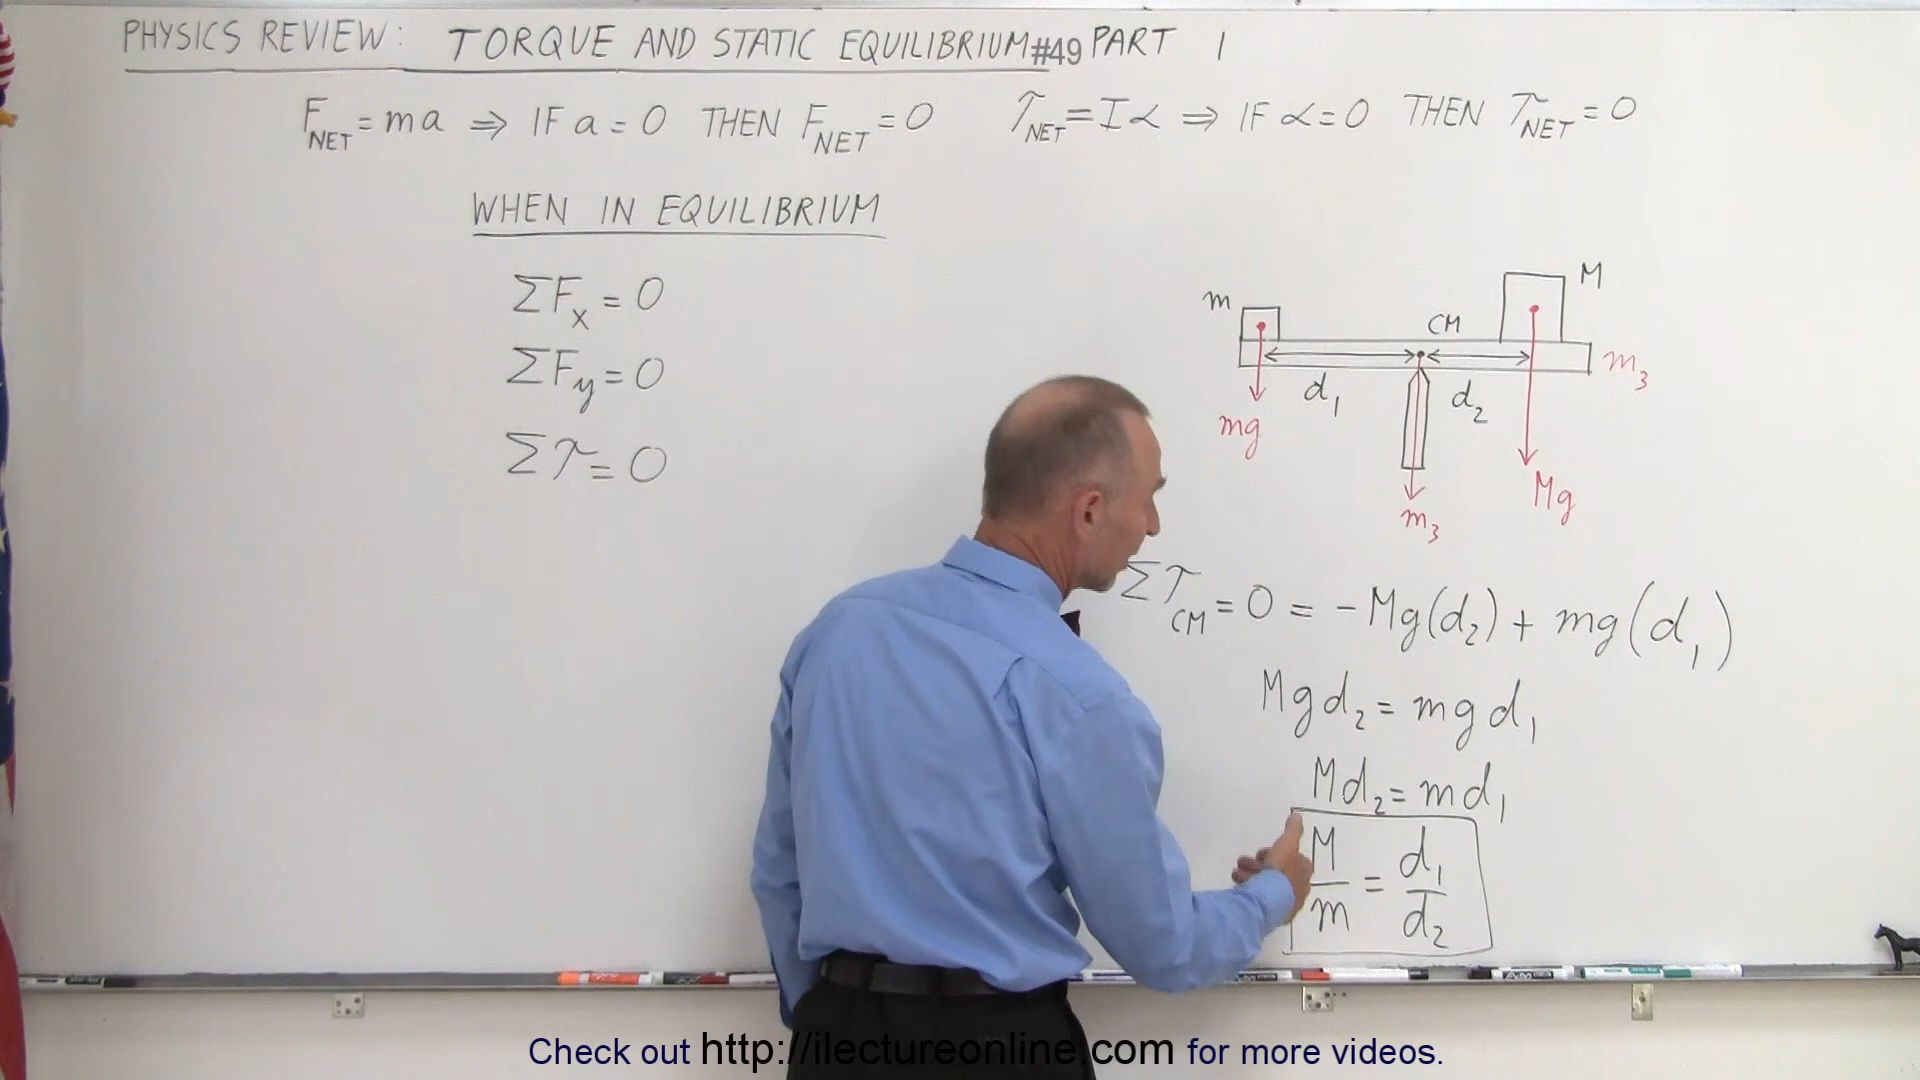 PHYSICS REVIEW: TORQUE AND STATIC EQUILIBRIUM #49 PART 1
F_NET = ma ⇒ IF a = 0 THEN F_NET = 0
τ_NET = Iα ⇒ IF α = 0 THEN τ_NET = 0
WHEN IN EQUILIBRIUM
ΣF_x = 0
ΣF_y = 0
Στ = 0
m
CM
M
m_3
d_1
d_2
mg
Mg
m_3
Στ_CM = 0 = -Mg(d_2) + mg(d_1)
Mgd_2 = mgd_1
Md_2 = md_1
M/m = d_1/d_2
Check out http://ilectureonline.com for more videos.